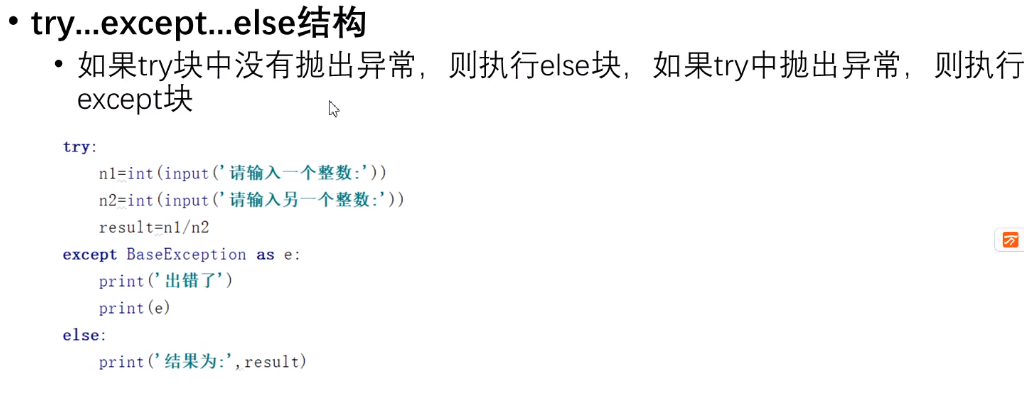 • try...except...else结构
• 如果try块中没有抛出异常，则执行else块，如果try中抛出异常，则执行
except块
try:
    n1=int(input('请输入一个整数:'))
    n2=int(input('请输入另一个整数:'))
    result=n1/n2
except BaseException as e:
    print('出错了')
    print(e)
else:
    print('结果为:',result)